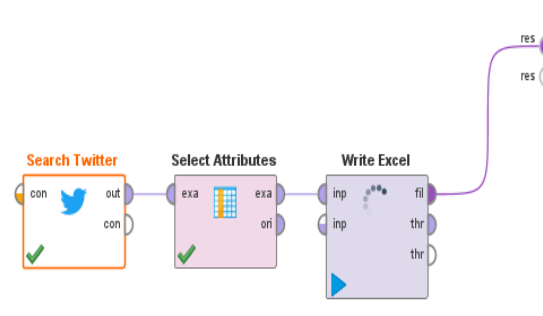 res
res
Search Twitter
Select Attributes
Write Excel
con out
con
exa exa
ori
inp fil
inp thr
thr